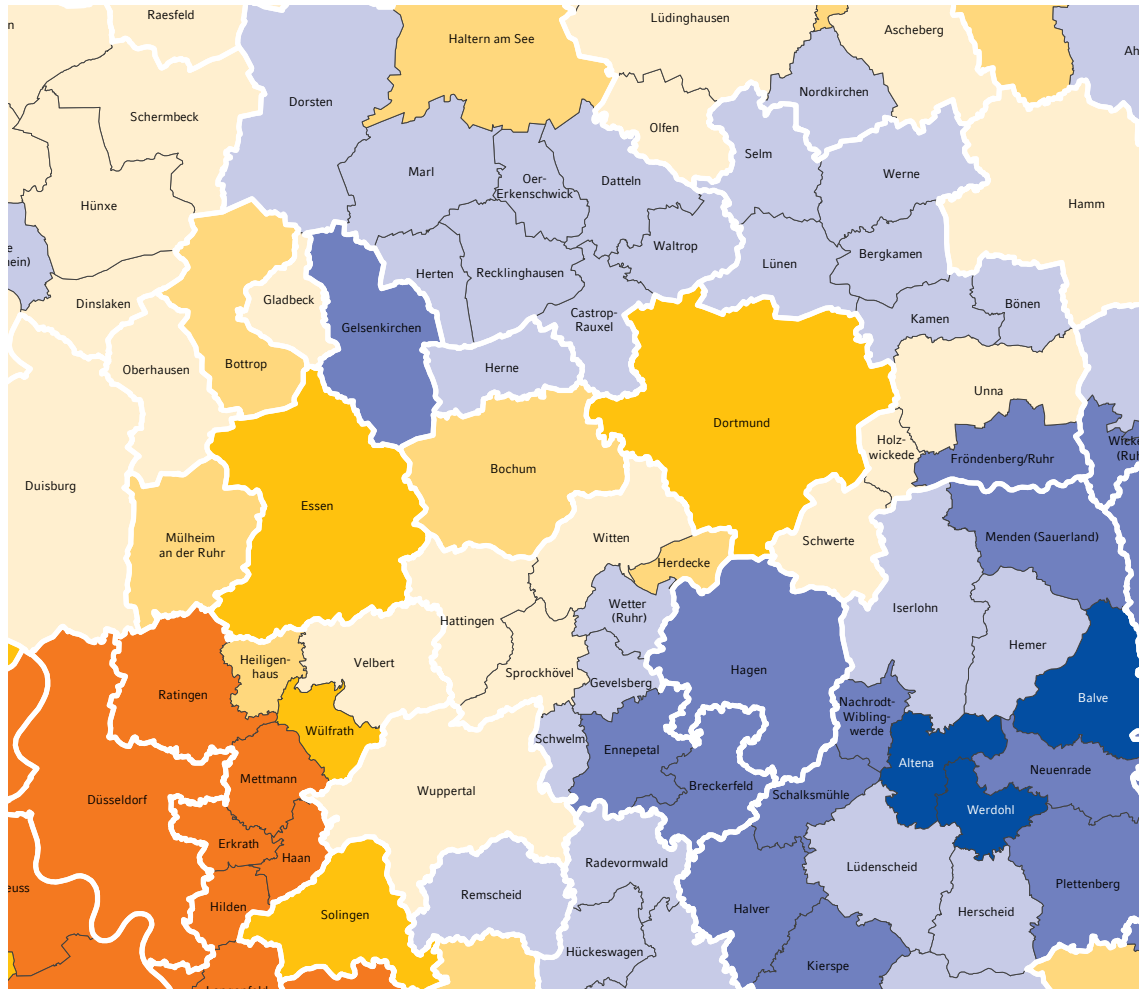 Raesfeld
Lüdinghausen
Ascheberg
Haltern am See
Dorsten
Nordkirchen
Schermbeck
Olfen
Selm
Marl
Oer-
Erkenschwick
Datteln
Werne
Hünxe
Hamm
Waltrop
Bergkamen
Lünen
Herten
Recklinghausen
Dinslaken
Gladbeck
Bönen
Castrop-
Rauxel
Kamen
Gelsenkirchen
Oberhausen
Bottrop
Herne
Unna
Dortmund
Holz-
wickede
Fröndenberg/Ruhr
Bochum
Duisburg
Essen
Mülheim
an der Ruhr
Witten
Schwerte
Menden (Sauerland)
Herdecke
Wetter
(Ruhr)
Iserlohn
Hattingen
Hemer
Velbert
Heiligen-
haus
Sprockhövel
Gevelsberg
Hagen
Ratingen
Nachrodt-
Wibling-
werde
Balve
Wülfrath
Schwelm
Ennepetal
Altena
Neuenrade
Mettmann
Breckerfeld
Wuppertal
Schalksmühle
Düsseldorf
Werdohl
Erkrath
Haan
Radevormwald
Lüdenscheid
Plettenberg
Remscheid
Hilden
Solingen
Halver
Herscheid
Hückeswagen
Kierspe